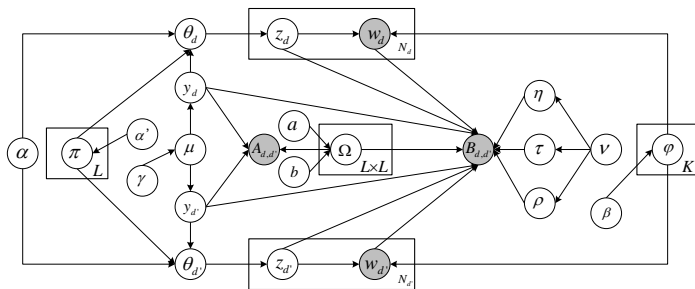 θ_d z_d w_d N_d
y_d η
α α' π L γ μ A_{d,d'} a b Ω L×L B_{d,d'} τ ν φ K
y_{d'} ρ β
θ_{d'} z_{d'} w_{d'} N_{d'}